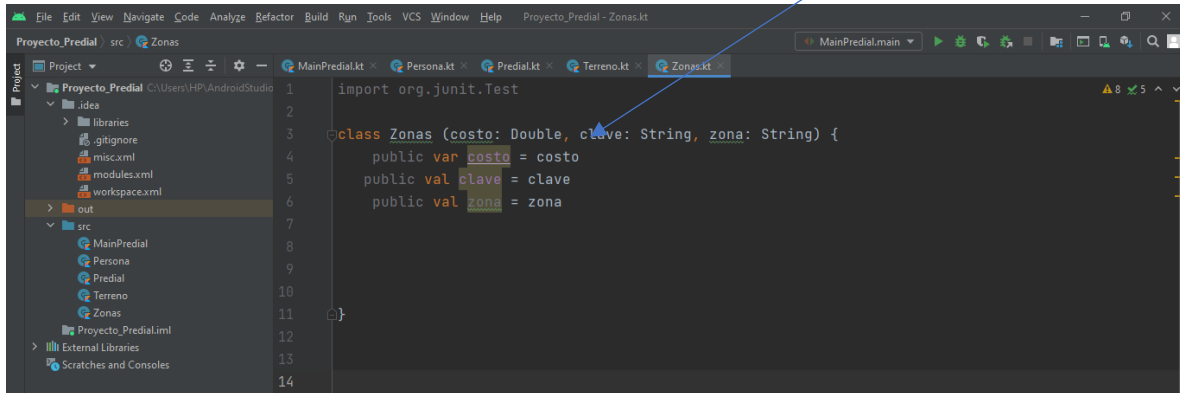 File Edit View Navigate Code Analyze Refactor Build Run Tools VCS Window Help Proyecto_Predial - Zonas.kt
Proyecto_Predial src Zonas MainPredial.main
Project Project MainPredial.kt Persona.kt Predial.kt Terreno.kt Zonas.kt
Proyecto_Predial C:\Users\HP\AndroidStudio
.idea
libraries
.gitignore
misc.xml
modules.xml
workspace.xml
out
src
MainPredial
Persona
Predial
Terreno
Zonas
Proyecto_Predial.iml
External Libraries
Scratches and Consoles
1 import org.junit.Test 8 5
2
3 class Zonas (costo: Double, clave: String, zona: String) {
4 public var costo = costo
5 public val clave = clave
6 public val zona = zona
7
8
9
10
11 }
12
13
14